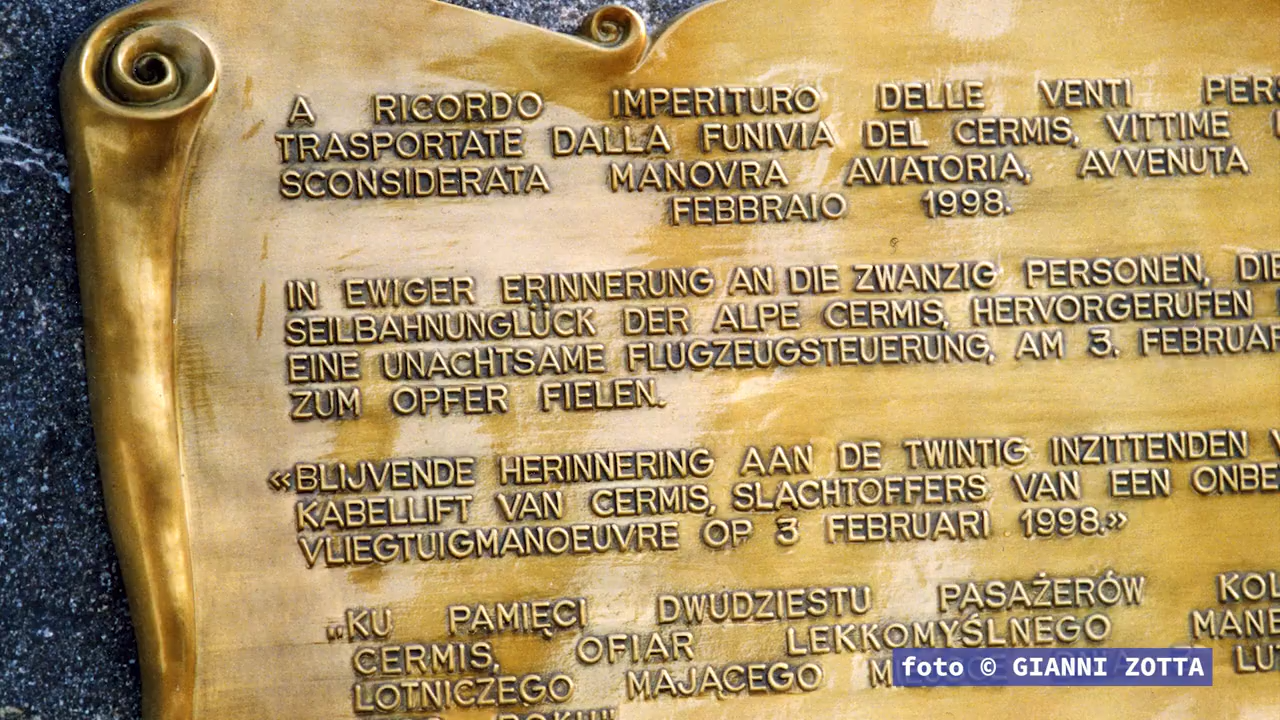 A RICORDO IMPERITURO DELLE VENTI
TRASPORTATE DALLA FUNIVIA DEL CERMIS, VITTIME
SCONSIDERATA MANOVRA AVIATORIA, AVVENUTA
FEBBRAIO 1998.
IN EWIGER ERINNERUNG AN DIE ZWANZIG PERSONEN, DIE
SEILBAHNUNGLÜCK DER ALPE CERMIS, HERVORGERUFEN
EINE UNACHTSAME FLUGZEUGSTEUERUNG, AM 3.
ZUM OPFER FIELEN.
«BLIJVENDE HERINNERING AAN DE TWINTIG INZITTENDEN
KABELLIFT VAN CERMIS, SLACHTOFFERS VAN EEN
VLIEGTUIGMANOEUVRE OP 3 FEBRUARI 1998.»
„KU PAMIĘCI DWUDZIESTU PASAŻERÓW
CERMIS, OFIAR LEKKOMYŚLNEGO
LOTNICZEGO MAJĄCEGO
foto © GIANNI ZOTTA